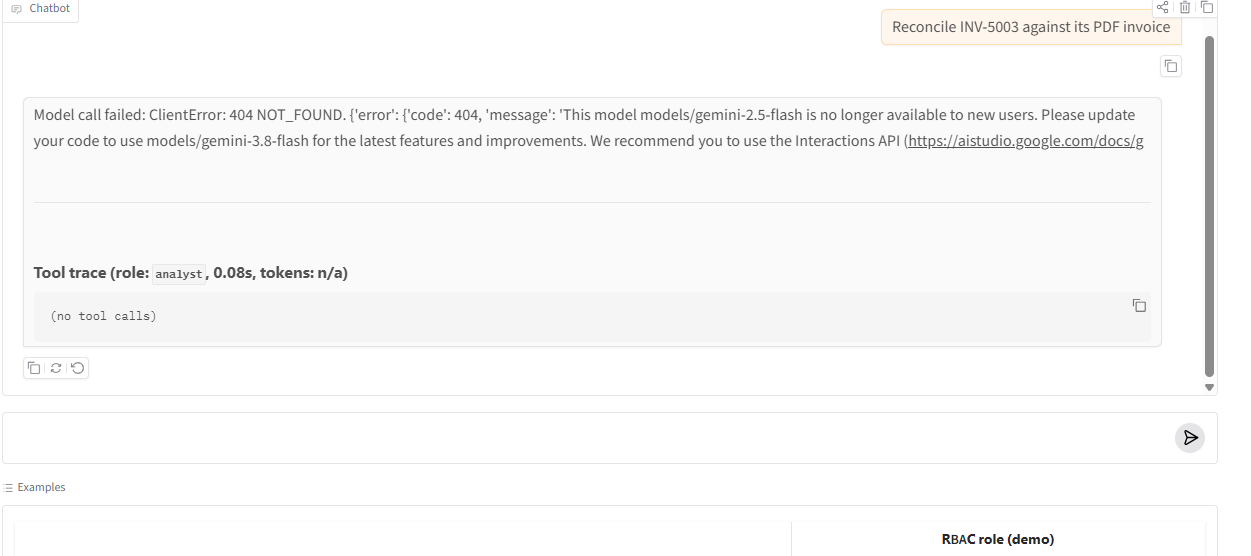 Chatbot
Reconcile INV-5003 against its PDF invoice
Model call failed: ClientError: 404 NOT_FOUND. {'error': {'code': 404, 'message': 'This model models/gemini-2.5-flash is no longer available to new users. Please update
your code to use models/gemini-3.8-flash for the latest features and improvements. We recommend you to use the Interactions API (https://aistudio.google.com/docs/g
Tool trace (role: analyst, 0.08s, tokens: n/a)
(no tool calls)
Examples
RBAC role (demo)